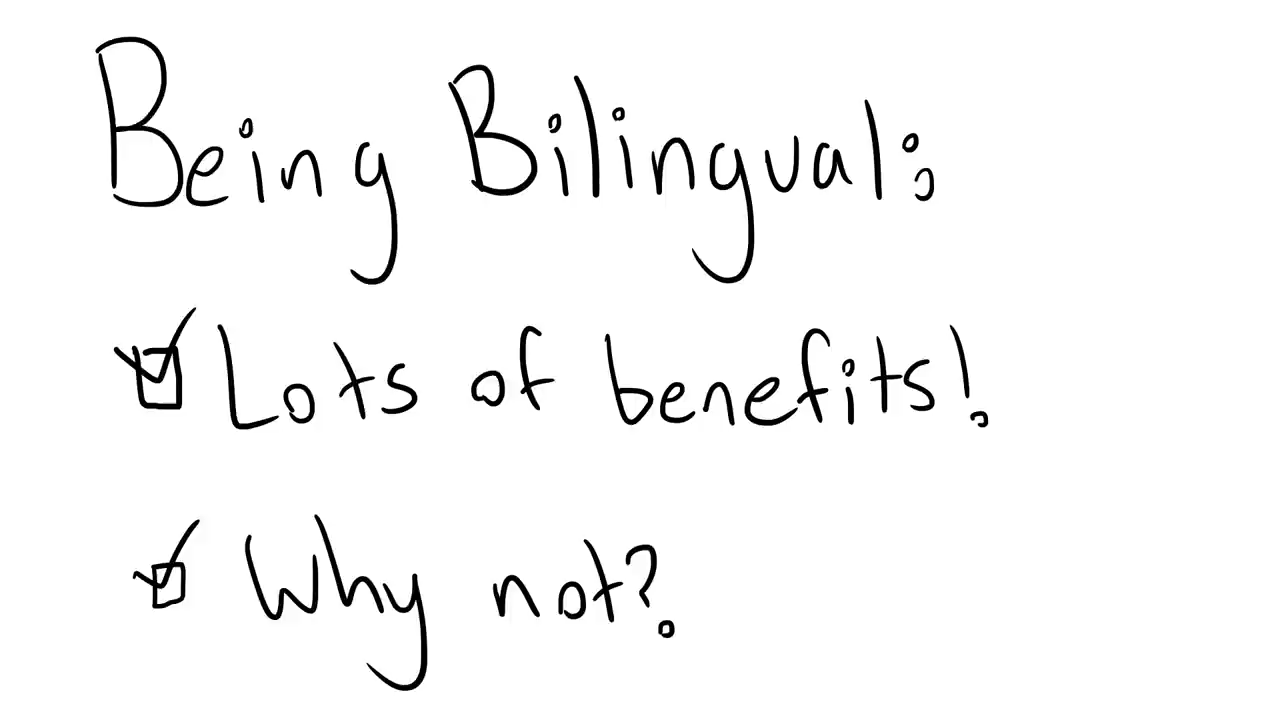 Being Bilingual:
☑ Lots of benefits!
☑ Why not?